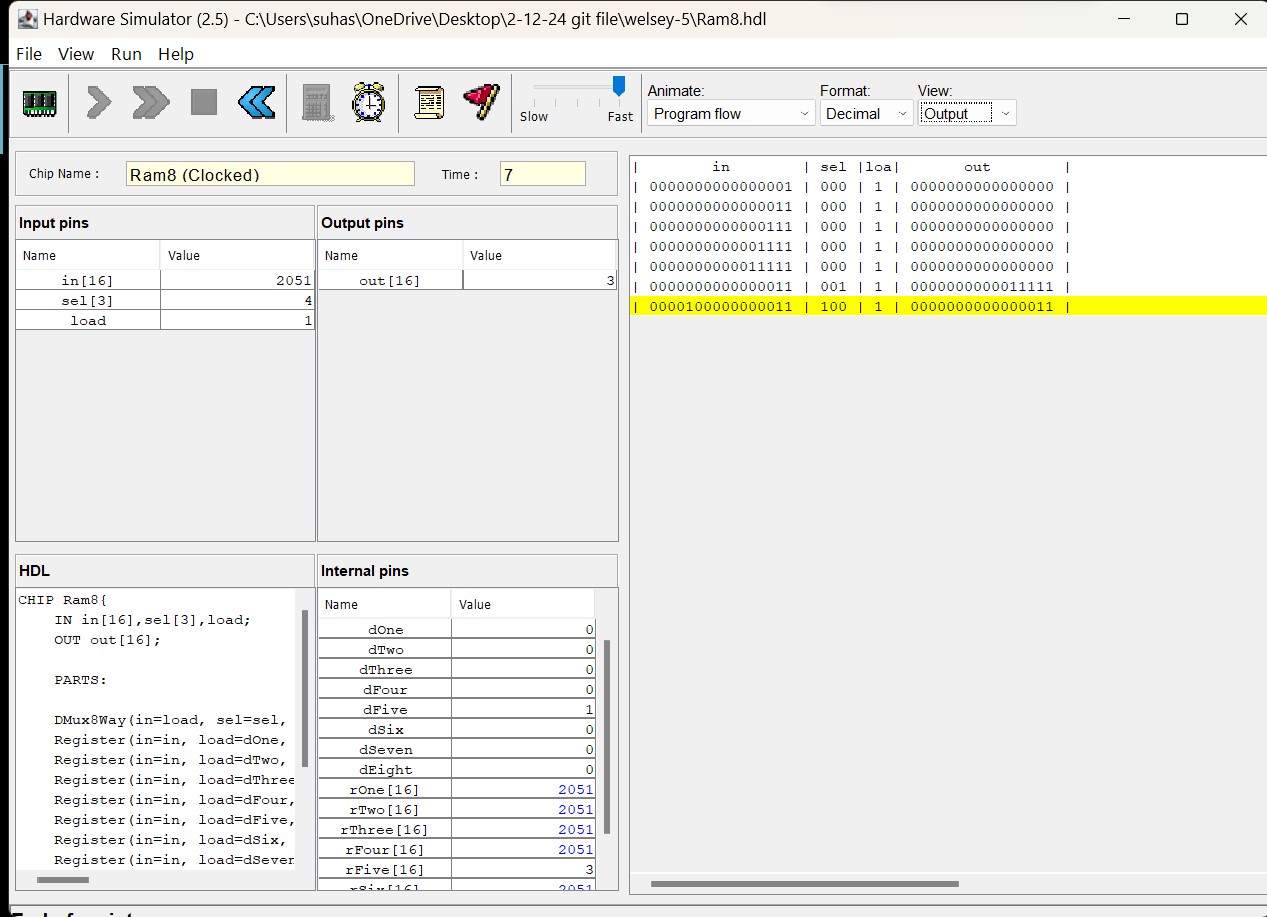 Hardware Simulator (2.5) - C:\Users\suhas\OneDrive\Desktop\2-12-24 git file\welsey-5\Ram8.hdl
File View Run Help
Slow Fast
Animate: Format: View:
Program flow Decimal Output
Chip Name : Ram8 (Clocked) Time : 7
Input pins
Name Value
in[16] 2051
sel[3] 4
load 1
Output pins
Name Value
out[16] 3
HDL
CHIP Ram8{
IN in[16],sel[3],load;
OUT out[16];
PARTS:
DMux8Way(in=load, sel=sel,
Register(in=in, load=dOne,
Register(in=in, load=dTwo,
Register(in=in, load=dThree
Register(in=in, load=dFour,
Register(in=in, load=dFive,
Register(in=in, load=dSix,
Register(in=in, load=dSeven
Internal pins
Name Value
dOne 0
dTwo 0
dThree 0
dFour 0
dFive 1
dSix 0
dSeven 0
dEight 0
rOne[16] 2051
rTwo[16] 2051
rThree[16] 2051
rFour[16] 2051
rFive[16] 3
rSix[16] 2051
| in | sel |loa| out |
| 0000000000000001 | 000 | 1 | 0000000000000000 |
| 0000000000000011 | 000 | 1 | 0000000000000000 |
| 0000000000000111 | 000 | 1 | 0000000000000000 |
| 0000000000001111 | 000 | 1 | 0000000000000000 |
| 0000000000011111 | 000 | 1 | 0000000000000000 |
| 0000000000000011 | 001 | 1 | 0000000000011111 |
| 0000100000000011 | 100 | 1 | 0000000000000011 |